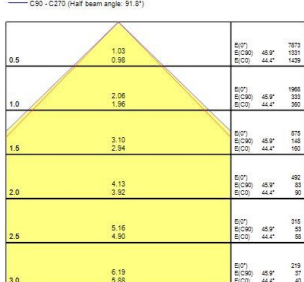 C90 - C270 (Half beam angle: 91.8°)
0.5
1.03
0.98
E(0°) 7873
E(C90) 45.9° 1331
E(C0) 44.4° 1439
1.0
2.06
1.96
E(0°) 1968
E(C90) 45.9° 333
E(C0) 44.4° 360
1.5
3.10
2.94
E(0°) 875
E(C90) 45.9° 148
E(C0) 44.4° 160
2.0
4.13
3.92
E(0°) 492
E(C90) 45.9° 83
E(C0) 44.4° 90
2.5
5.16
4.90
E(0°) 315
E(C90) 45.9° 53
E(C0) 44.4° 58
3.0
6.19
5.88
E(0°) 219
E(C90) 45.9° 37
E(C0) 44.4° 40